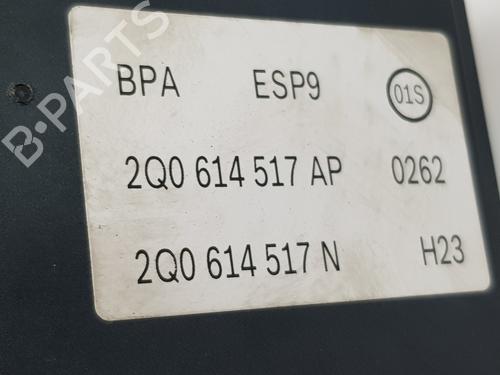 BPA ESP9 01S
2Q0 614 517 AP 0262
2Q0 614 517 N H23
B-PARTS